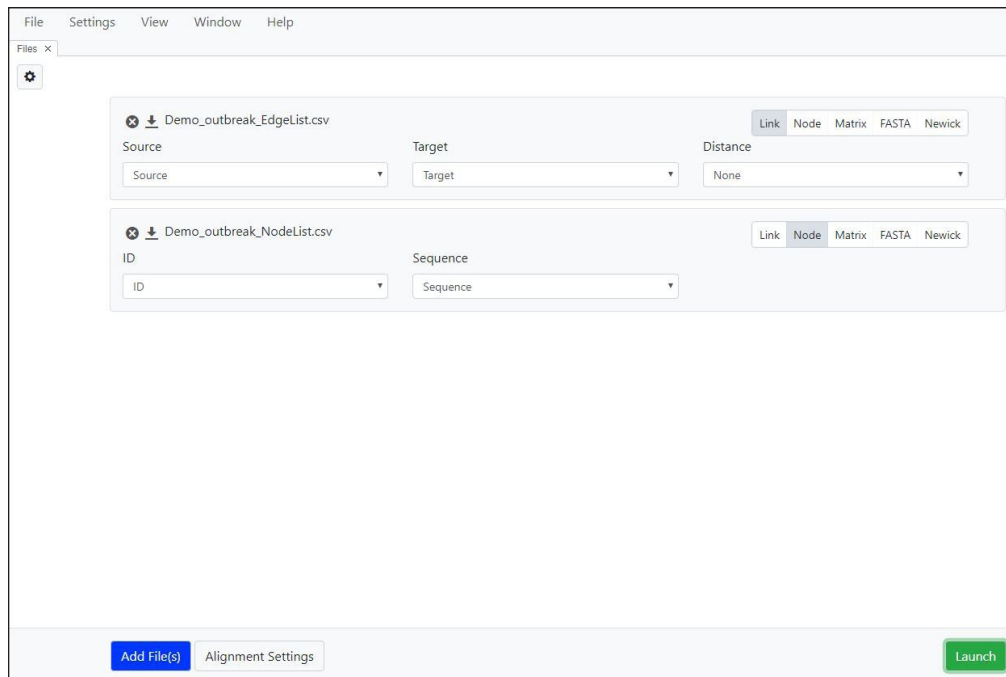 File Settings View Window Help
Files ×
Demo_outbreak_EdgeList.csv Link Node Matrix FASTA Newick
Source Target Distance
Source Target None
Demo_outbreak_NodeList.csv Link Node Matrix FASTA Newick
ID Sequence
ID Sequence
Add File(s) Alignment Settings Launch